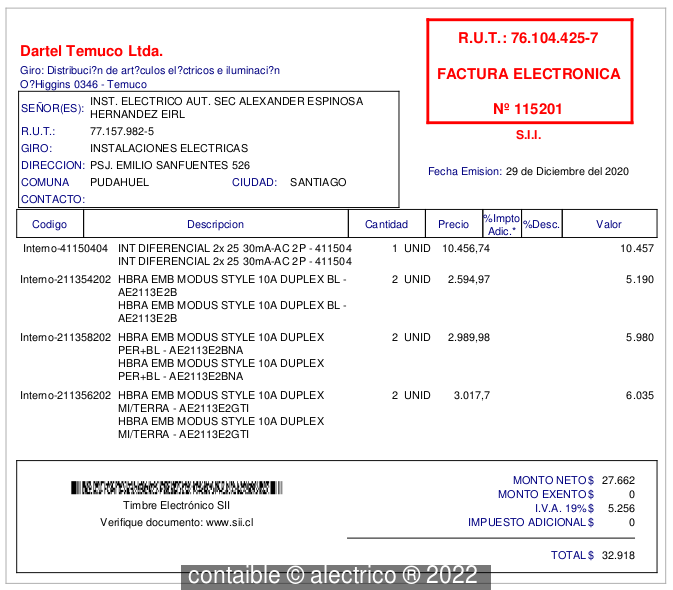 Dartel Temuco Ltda.
Giro: Distribuci?n de art?culos el?ctricos e iluminaci?n
O?Higgins 0346 - Temuco
R.U.T.: 76.104.425-7
FACTURA ELECTRONICA
Nº 115201
S.I.I.
SEÑOR(ES): INST. ELECTRICO AUT. SEC ALEXANDER ESPINOSA
HERNANDEZ EIRL
R.U.T.: 77.157.982-5
GIRO: INSTALACIONES ELECTRICAS
DIRECCION: PSJ. EMILIO SANFUENTES 526
COMUNA PUDAHUEL CIUDAD: SANTIAGO
CONTACTO:
Fecha Emision: 29 de Diciembre del 2020
Codigo Descripcion Cantidad Precio %Impto Adic.* %Desc. Valor
Interno-41150404 INT DIFERENCIAL 2x 25 30mA-AC 2P - 411504 1 UNID 10.456,74 10.457
INT DIFERENCIAL 2x 25 30mA-AC 2P - 411504
Interno-211354202 HBRA EMB MODUS STYLE 10A DUPLEX BL - 2 UNID 2.594,97 5.190
AE2113E2B
HBRA EMB MODUS STYLE 10A DUPLEX BL -
AE2113E2B
Interno-211358202 HBRA EMB MODUS STYLE 10A DUPLEX 2 UNID 2.989,98 5.980
PER+BL - AE2113E2BNA
HBRA EMB MODUS STYLE 10A DUPLEX
PER+BL - AE2113E2BNA
Interno-211356202 HBRA EMB MODUS STYLE 10A DUPLEX 2 UNID 3.017,7 6.035
MI/TERRA - AE2113E2GTI
HBRA EMB MODUS STYLE 10A DUPLEX
MI/TERRA - AE2113E2GTI
Timbre Electrónico SII
Verifique documento: www.sii.cl
MONTO NETO $ 27.662
MONTO EXENTO $ 0
I.V.A. 19% $ 5.256
IMPUESTO ADICIONAL $ 0
TOTAL $ 32.918
contaible © alectrico ® 2022